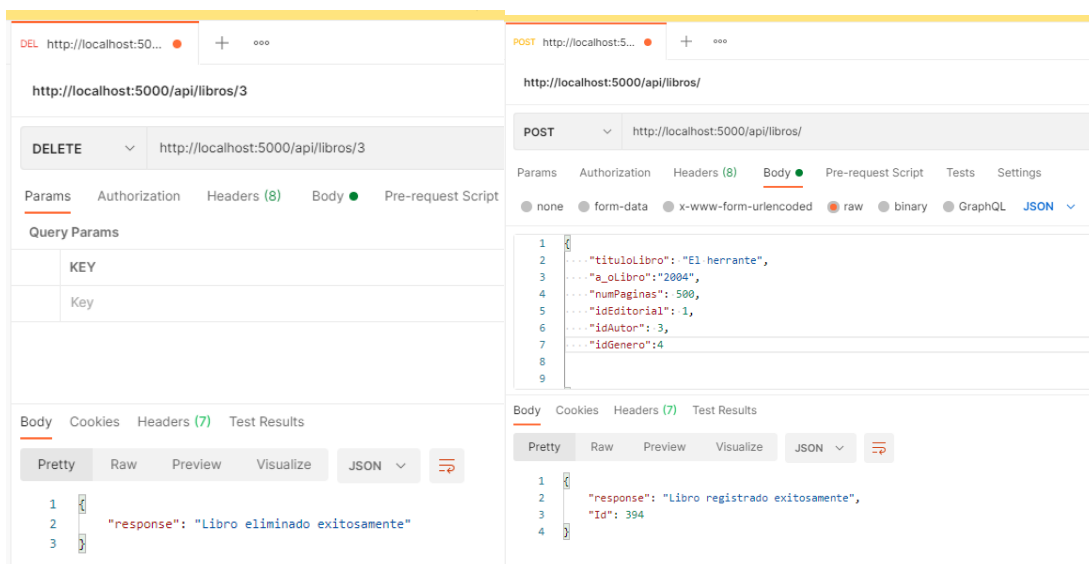 DEL http://localhost:50... ● + ooo
http://localhost:5000/api/libros/3
DELETE http://localhost:5000/api/libros/3
Params Authorization Headers (8) Body ● Pre-request Script
Query Params
KEY
Key
Body Cookies Headers (7) Test Results
Pretty Raw Preview Visualize JSON
1 {
2 "response": "Libro eliminado exitosamente"
3 }
POST http://localhost:5... ● + ooo
http://localhost:5000/api/libros/
POST http://localhost:5000/api/libros/
Params Authorization Headers (8) Body ● Pre-request Script Tests Settings
none form-data x-www-form-urlencoded raw binary GraphQL JSON
1 {
2 "tituloLibro": "El herrante",
3 "a_oLibro":"2004",
4 "numPaginas": 500,
5 "idEditorial": 1,
6 "idAutor": 3,
7 "idGenero":4
8
9
Body Cookies Headers (7) Test Results
Pretty Raw Preview Visualize JSON
1 {
2 "response": "Libro registrado exitosamente",
3 "Id": 394
4 }